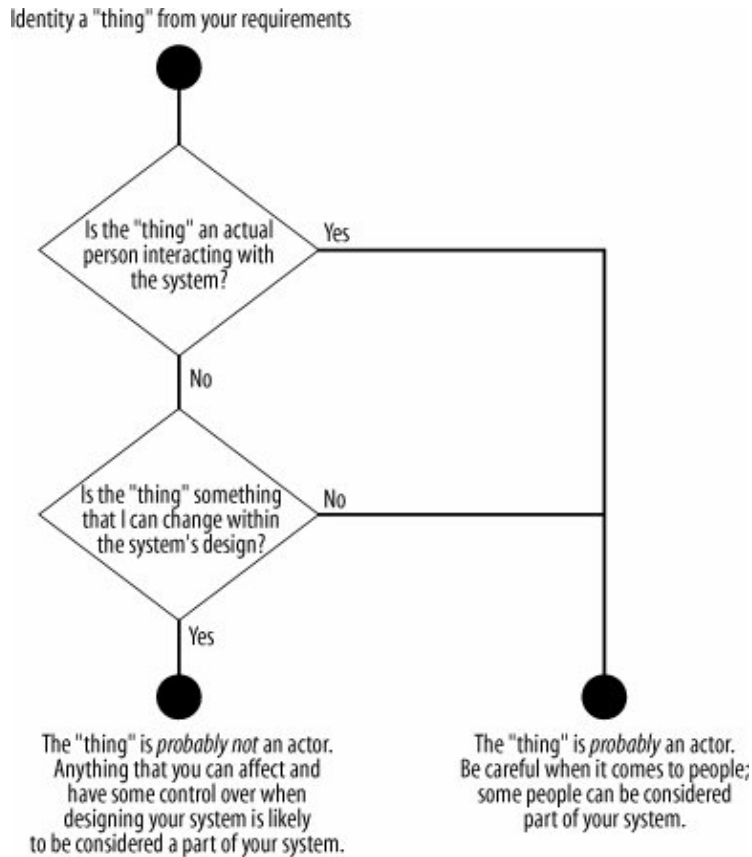 Identity a "thing" from your requirements
Is the "thing" an actual
person interacting with
the system?
Yes
No
Is the "thing" something
that I can change within
the system's design?
No
Yes
The "thing" is probably not an actor.
Anything that you can affect and
have some control over when
designing your system is likely
to be considered a part of your system.
The "thing" is probably an actor.
Be careful when it comes to people;
some people can be considered
part of your system.